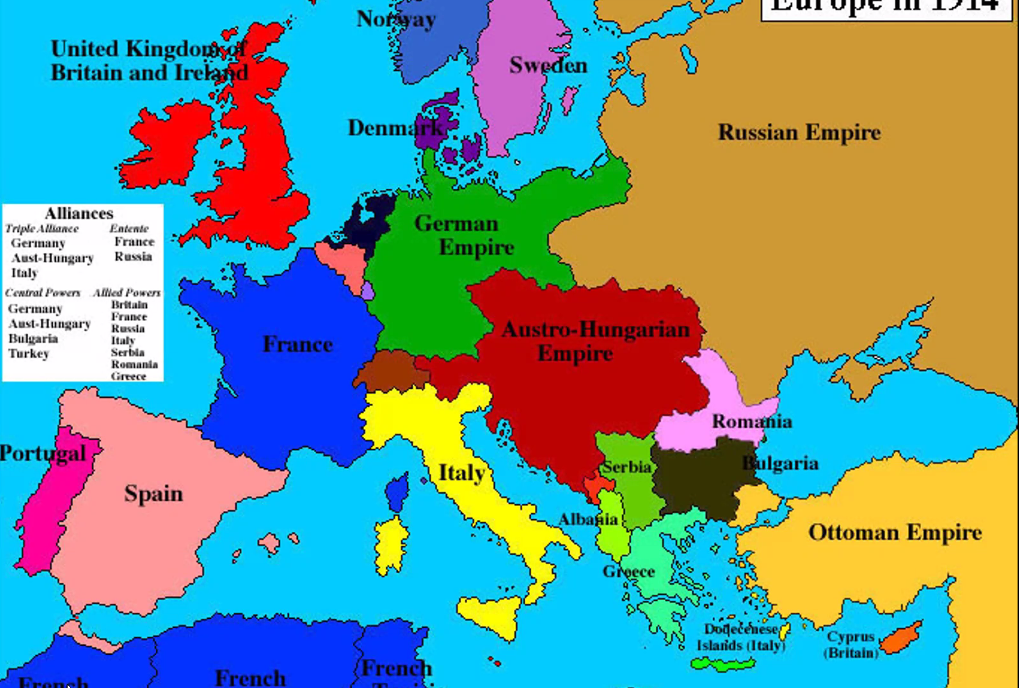 Europe in 1914
Norway
United Kingdom of
Britain and Ireland
Sweden
Denmark
Russian Empire
German
Empire
Alliances
Triple Alliance Entente
Germany France
Aust-Hungary Russia
Italy
Central Powers Allied Powers
Germany Britain
Aust-Hungary France
Bulgaria Russia
Turkey Italy
Serbia
Romania
Greece
France
Austro-Hungarian
Empire
Romania
Portugal
Spain
Italy
Serbia
Bulgaria
Albania
Ottoman Empire
Greece
Dodecenese
Islands (Italy)
Cyprus
(Britain)
French
French
French